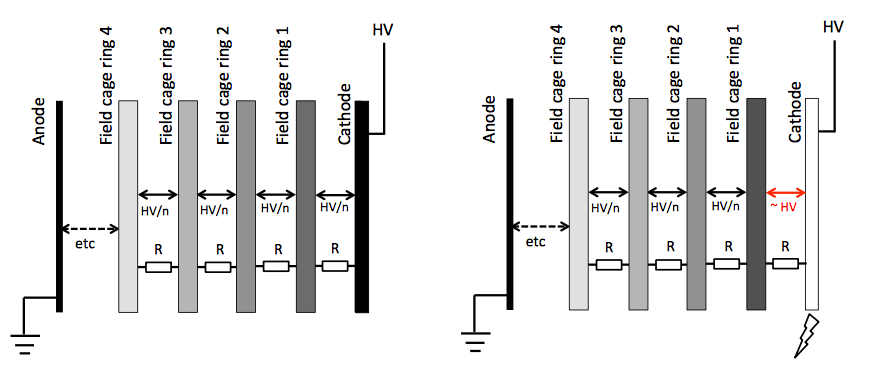 HV
Anode
Field cage ring 4
Field cage ring 3
Field cage ring 2
Field cage ring 1
Cathode
HV/n
HV/n
HV/n
HV/n
etc
R
R
R
R
HV
Anode
Field cage ring 4
Field cage ring 3
Field cage ring 2
Field cage ring 1
Cathode
HV/n
HV/n
HV/n
~ HV
etc
R
R
R
R